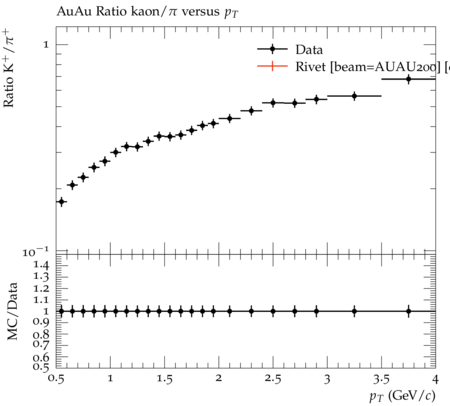 AuAu Ratio kaon/π versus p_T
Ratio K⁺/π⁺
1
10⁻¹
Data
Rivet [beam=AUAU200] [
MC/Data
1.4
1.3
1.2
1.1
1
0.9
0.8
0.7
0.6
0.5
0.5 1 1.5 2 2.5 3 3.5 4
p_T (GeV/c)